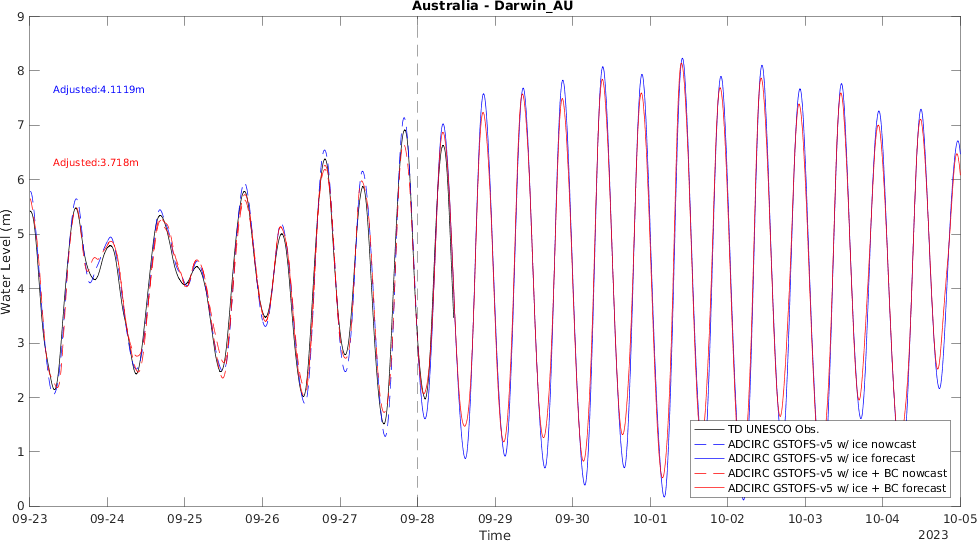 Australia - Darwin_AU
Water Level (m)
9
8
7
6
5
4
3
2
1
0
Adjusted:4.1119m
Adjusted:3.718m
TD UNESCO Obs.
ADCIRC GSTOFS-v5 w/ ice nowcast
ADCIRC GSTOFS-v5 w/ ice forecast
ADCIRC GSTOFS-v5 w/ ice + BC nowcast
ADCIRC GSTOFS-v5 w/ ice + BC forecast
09-23 09-24 09-25 09-26 09-27 09-28 09-29 09-30 10-01 10-02 10-03 10-04 10-05
Time
2023